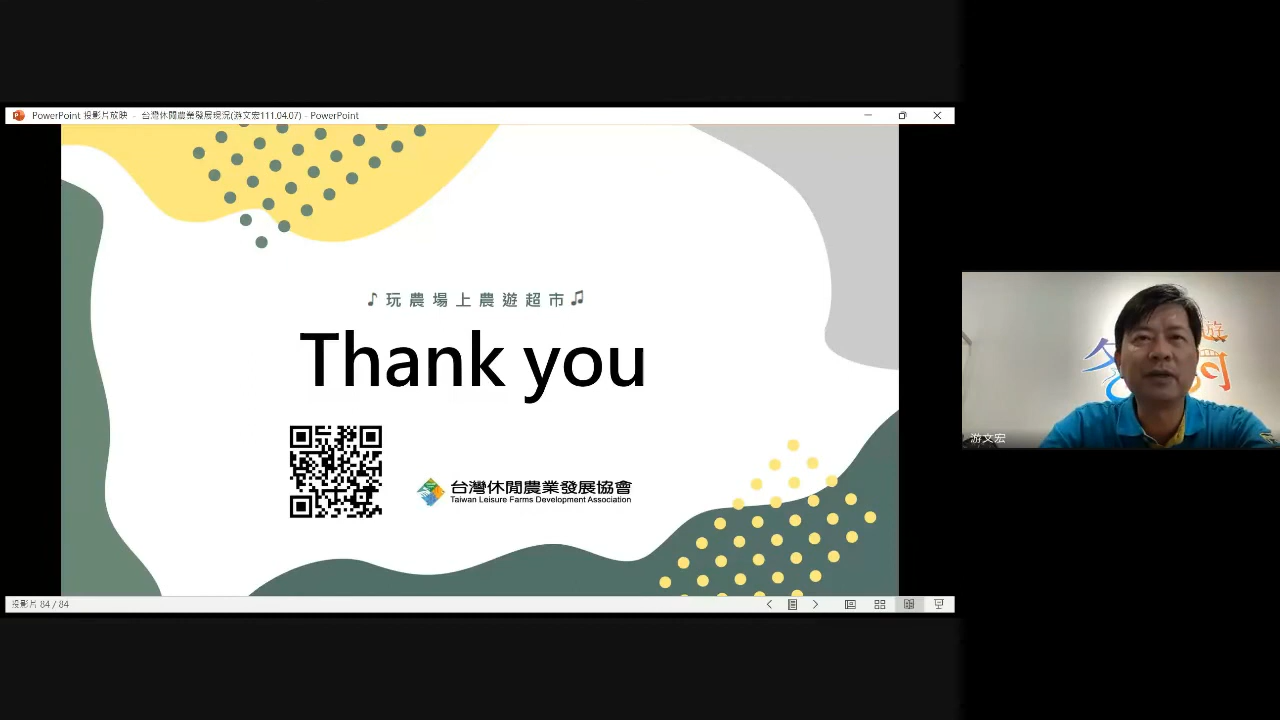 PowerPoint 投影片放映 - 台灣休閒農業發展現況(游文宏111.04.07) - PowerPoint
♪玩農場上農遊超市♫
Thank you
台灣休閒農業發展協會
Taiwan Leisure Farms Development Association
遊
冬
河
游文宏
投影片 84 / 84